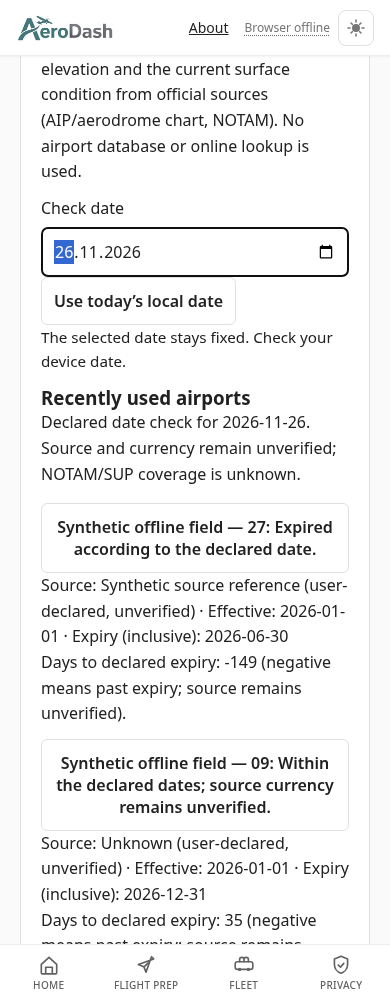 AeroDash
About
Browser offline
elevation and the current surface
condition from official sources
(AIP/aerodrome chart, NOTAM). No
airport database or online lookup is
used.
Check date
26.11.2026
Use today’s local date
The selected date stays fixed. Check your
device date.
Recently used airports
Declared date check for 2026-11-26.
Source and currency remain unverified;
NOTAM/SUP coverage is unknown.
Synthetic offline field — 27: Expired
according to the declared date.
Source: Synthetic source reference (user-
declared, unverified) · Effective: 2026-01-
01 · Expiry (inclusive): 2026-06-30
Days to declared expiry: -149 (negative
means past expiry; source remains
unverified).
Synthetic offline field — 09: Within
the declared dates; source currency
remains unverified.
Source: Unknown (user-declared,
unverified) · Effective: 2026-01-01 · Expiry
(inclusive): 2026-12-31
Days to declared expiry: 35 (negative
means past expiry; source remains
HOME
FLIGHT PREP
FLEET
PRIVACY